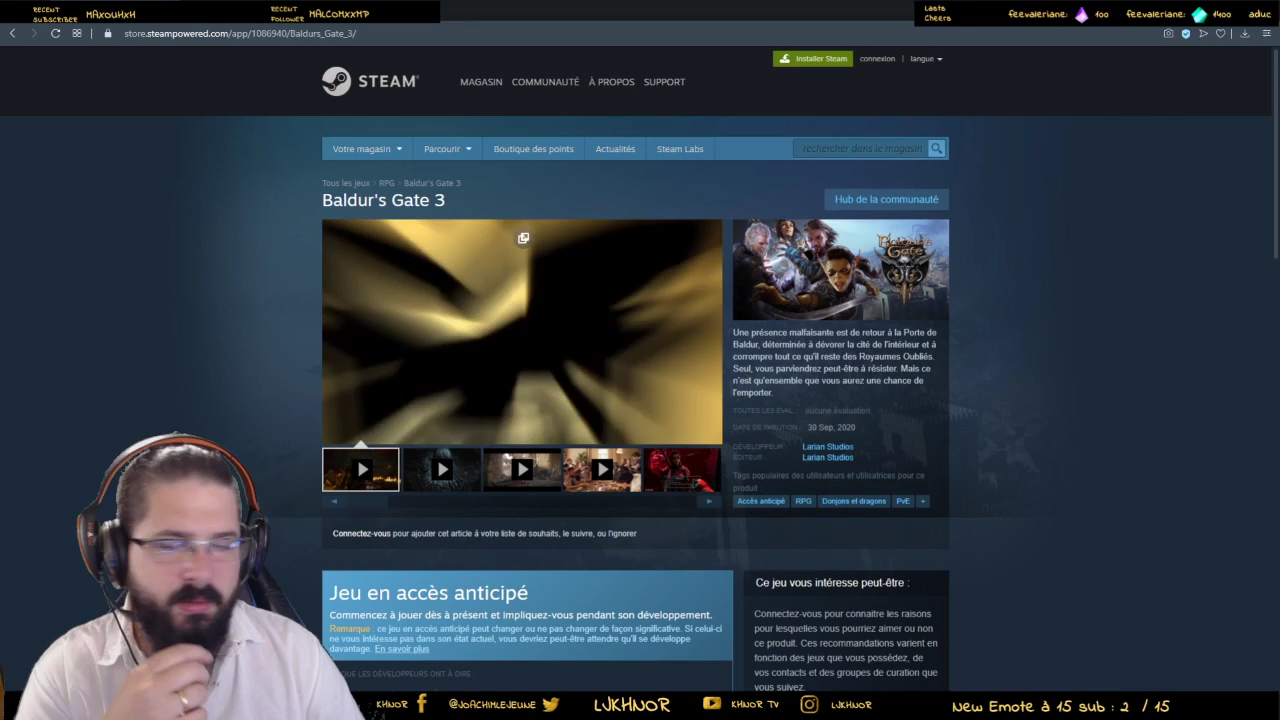 RECENT
SUBSCRIBER
MAXOUHXH
RECENT
FOLLOWER
MALCOMXXMP
Lasts
Cheers
feevaleriane:
100
feevaleriane:
1400
aduc
store.steampowered.com/app/1086940/Baldurs_Gate_3/
Installer Steam
connexion | langue
STEAM
MAGASIN COMMUNAUTÉ À PROPOS SUPPORT
Votre magasin Parcourir Boutique des points Actualités Steam Labs
rechercher dans le magasin
Tous les jeux > RPG > Baldur's Gate 3
Baldur's Gate 3
Hub de la communauté
Baldur's
Gate
Une présence malfaisante est de retour à la Porte de
Baldur, déterminée à dévorer la cité de l'intérieur et à
corrompre tout ce qu'il reste des Royaumes Oubliés.
Seul, vous parviendrez peut-être à résister. Mais ce
n'est qu'ensemble que vous aurez une chance de
l'emporter.
TOUTES LES ÉVAL. : aucune évaluation
DATE DE PARUTION : 30 Sep, 2020
DÉVELOPPEUR: Larian Studios
ÉDITEUR: Larian Studios
Tags populaires des utilisateurs et utilisatrices pour ce
produit
Accès anticipé RPG Donjons et dragons PvE +
Connectez-vous pour ajouter cet article à votre liste de souhaits, le suivre, ou l'ignorer
Jeu en accès anticipé
Commencez à jouer dès à présent et impliquez-vous pendant son développement.
Remarque : ce jeu en accès anticipé peut changer ou ne pas changer de façon significative. Si celui-ci
ne vous intéresse pas dans son état actuel, vous devriez peut-être attendre qu'il se développe
davantage. En savoir plus
QUE LES DÉVELOPPEURS ONT À DIRE :
Ce jeu vous intéresse peut-être :
Connectez-vous pour connaitre les raisons
pour lesquelles vous pourriez aimer ou non
ce produit. Ces recommandations varient en
fonction des jeux que vous possédez, de
vos contacts et des groupes de curation que
vous suivez.
KHNOR
@JOACHIMLEJEUNE
LVKHNOR
KHNOR TV
LVKHNOR
New Emote à 15 sub : 2 / 15